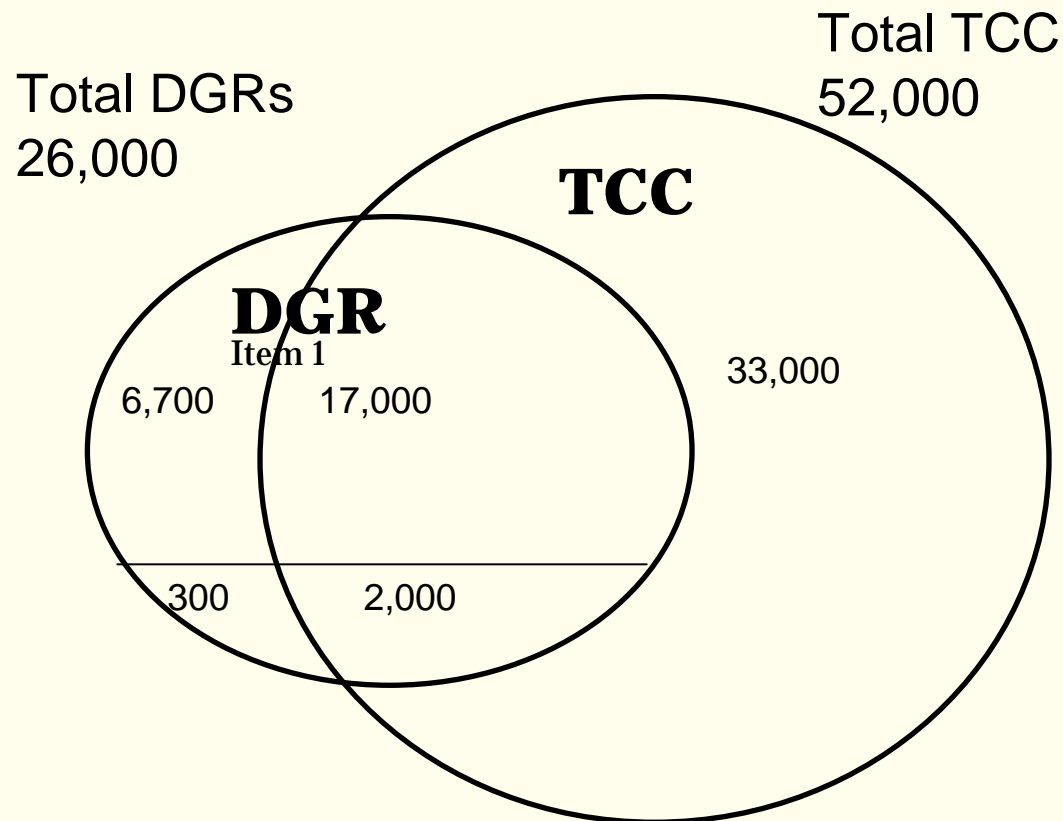 Total TCC
52,000
Total DGRs
26,000
TCC
DGR
Item 1
6,700
17,000
33,000
300
2,000